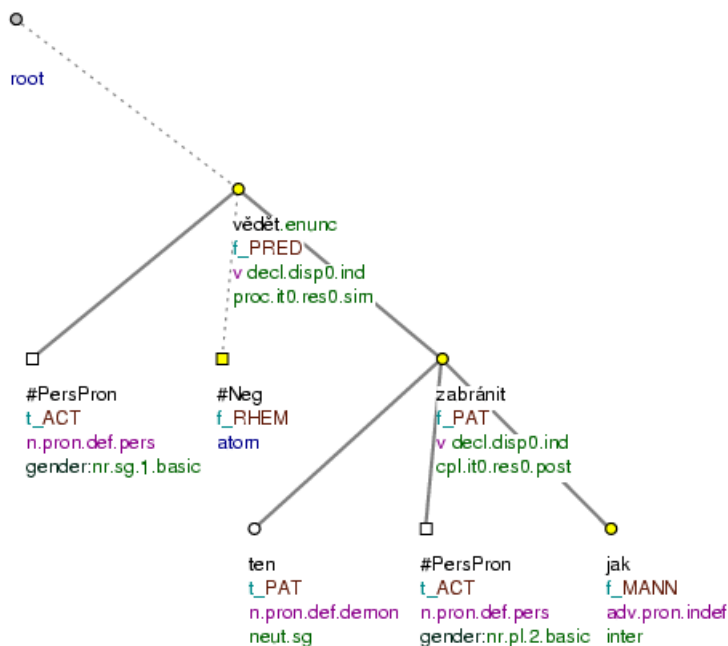 root
vědět.enunc
f_PRED
v decl.disp0.ind
proc.it0.res0.sim
#PersPron
t_ACT
n.pron.def.pers
gender:nr.sg.1.basic
#Neg
f_RHEM
atom
zabránit
f_PAT
v decl.disp0.ind
cpl.it0.res0.post
ten
t_PAT
n.pron.def.demon
neut.sg
#PersPron
t_ACT
n.pron.def.pers
gender:nr.pl.2.basic
jak
f_MANN
adv.pron.indef
inter